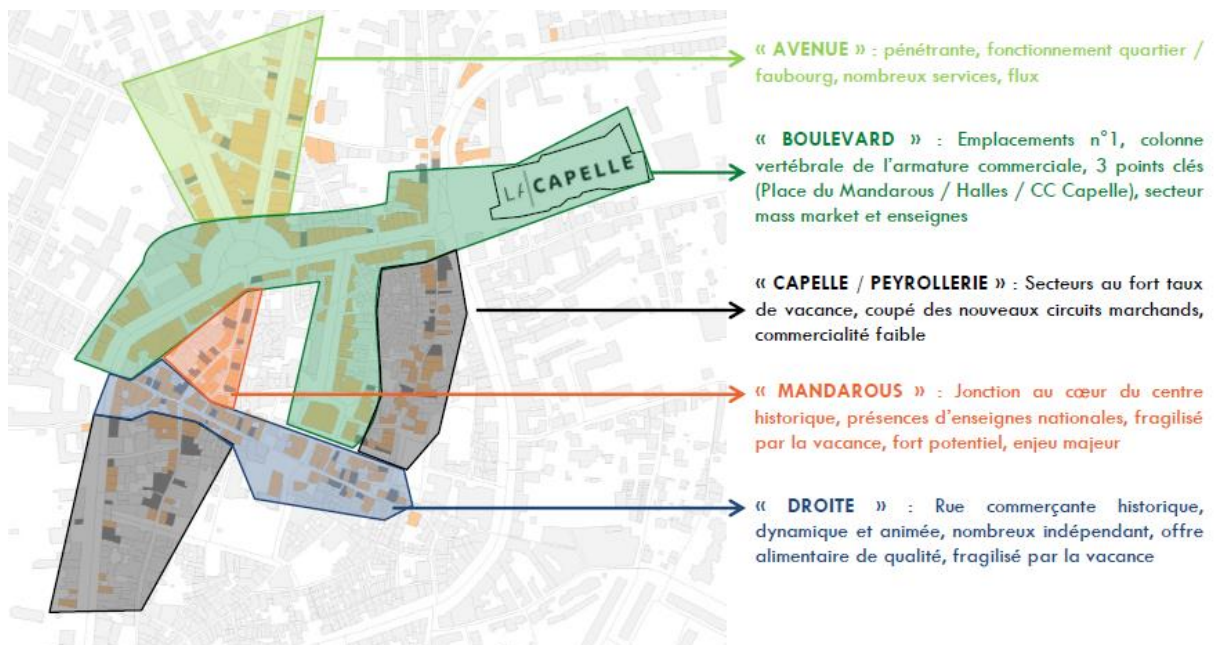 « AVENUE » : pénétrante, fonctionnement quartier /
faubourg, nombreux services, flux
« BOULEVARD » : Emplacements n°1, colonne
vertébrale de l'armature commerciale, 3 points clés
(Place du Mandarous / Halles / CC Capelle), secteur
mass market et enseignes
LA CAPELLE
« CAPELLE / PEYROLLERIE » : Secteurs au fort taux
de vacance, coupé des nouveaux circuits marchands,
commercialité faible
« MANDAROUS » : Jonction au cœur du centre
historique, présences d'enseignes nationales, fragilisé
par la vacance, fort potentiel, enjeu majeur
« DROITE » : Rue commerçante historique,
dynamique et animée, nombreux indépendant, offre
alimentaire de qualité, fragilisé par la vacance